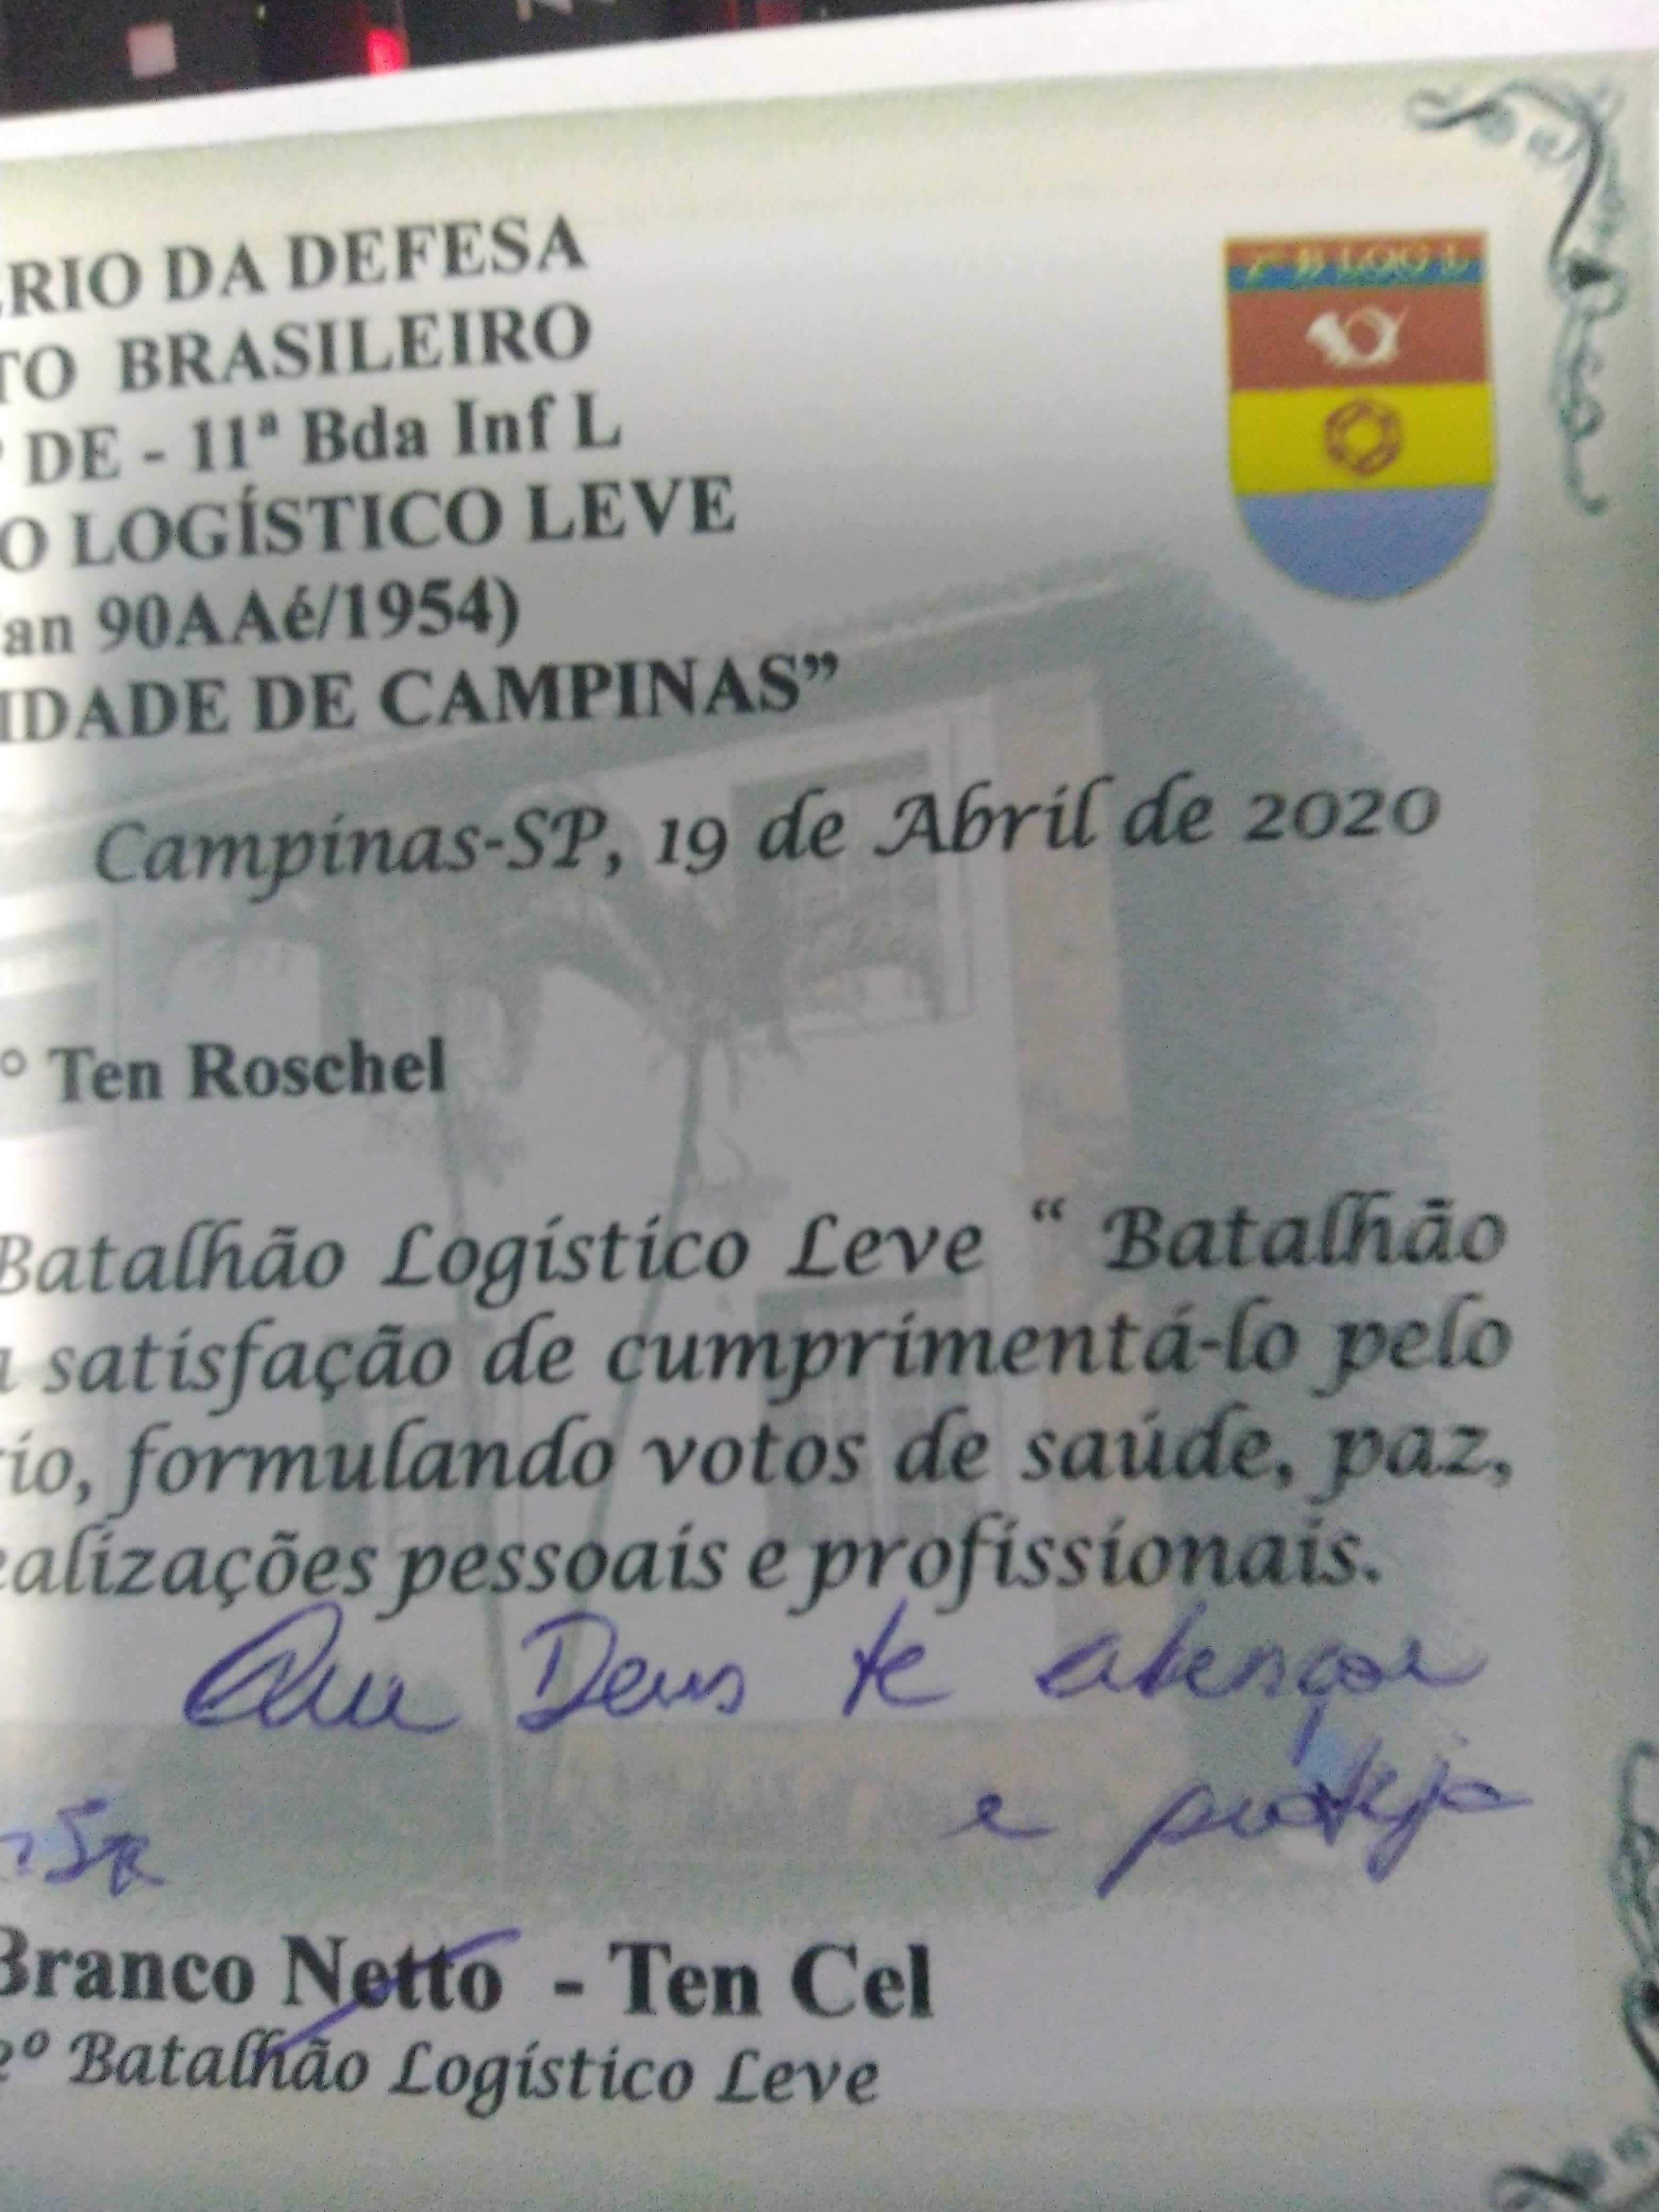 RIO DA DEFESA
TO BRASILEIRO
DE - 11ª Bda Inf L
O LOGÍSTICO LEVE
an 90AAé/1954)
IDADE DE CAMPINAS”
2º B LOG L
Campinas-SP, 19 de Abril de 2020
° Ten Roschel
Batalhão Logístico Leve “ Batalhão
a satisfação de cumprimentá-lo pelo
rio, formulando votos de saúde, paz,
ealizações pessoais e profissionais.
Que Deus te abençoe
e proteja
Branco Netto - Ten Cel
2º Batalhão Logístico Leve